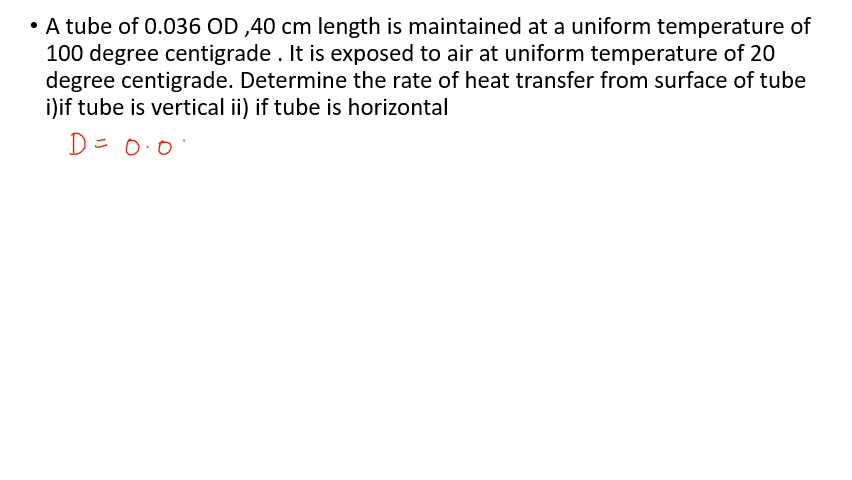 • A tube of 0.036 OD ,40 cm length is maintained at a uniform temperature of
100 degree centigrade . It is exposed to air at uniform temperature of 20
degree centigrade. Determine the rate of heat transfer from surface of tube
i)if tube is vertical ii) if tube is horizontal
D = 0.0